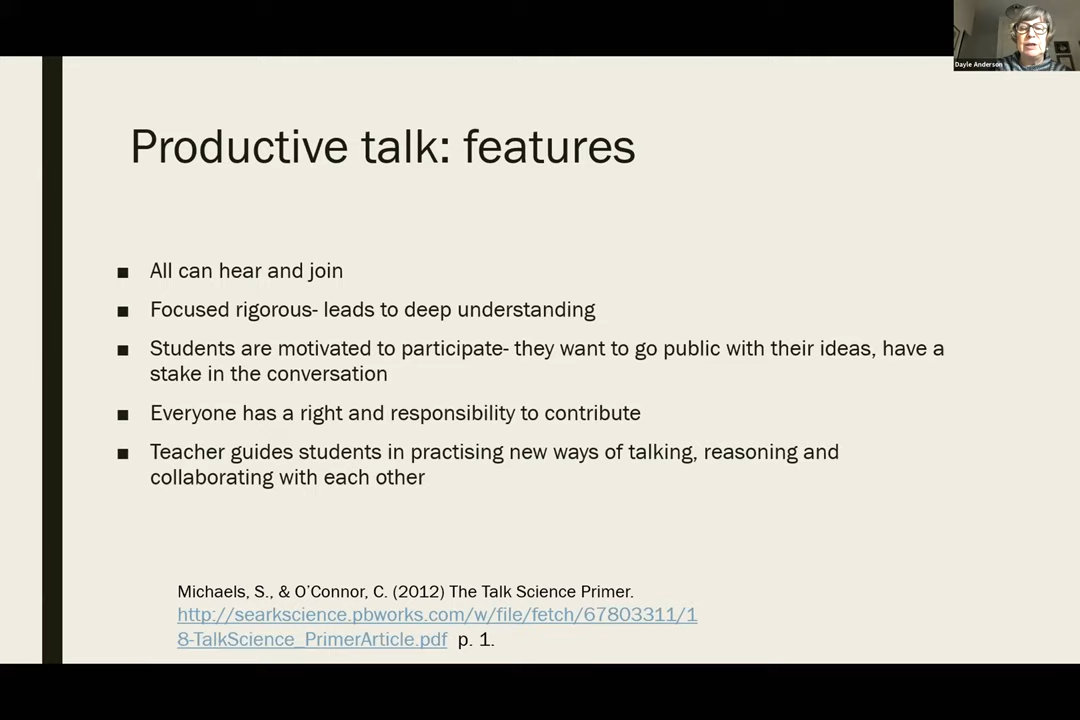 Dayle Anderson
Productive talk: features
■ All can hear and join
■ Focused rigorous- leads to deep understanding
■ Students are motivated to participate- they want to go public with their ideas, have a
stake in the conversation
■ Everyone has a right and responsibility to contribute
■ Teacher guides students in practising new ways of talking, reasoning and
collaborating with each other
Michaels, S., & O’Connor, C. (2012) The Talk Science Primer.
http://searkscience.pbworks.com/w/file/fetch/67803311/1
8-TalkScience_PrimerArticle.pdf p. 1.